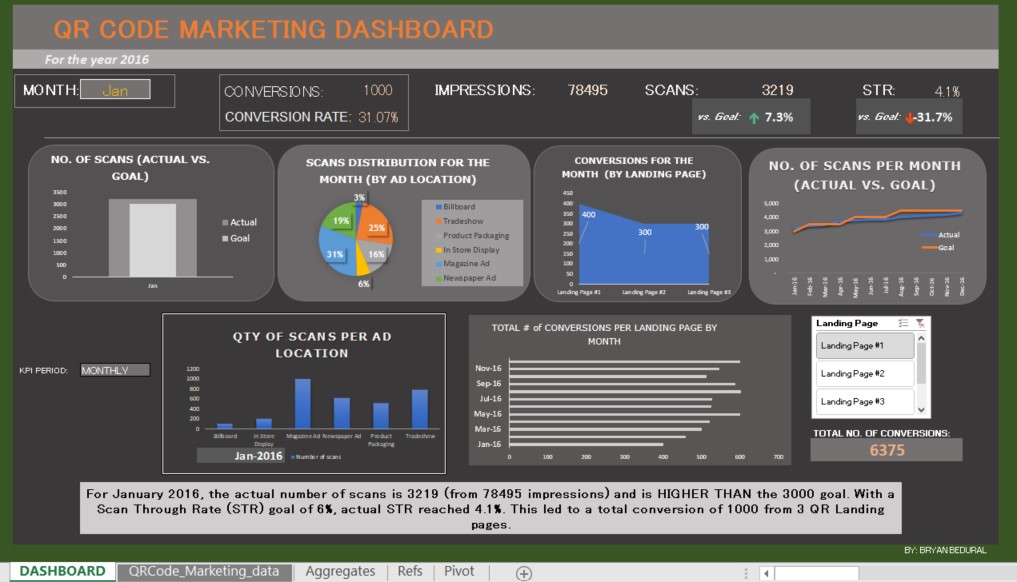 QR CODE MARKETING DASHBOARD
For the year 2016
MONTH: Jan
CONVERSIONS: 1000
CONVERSION RATE: 31.07%
IMPRESSIONS: 78495
SCANS: 3219
vs. Goal: 7.3%
STR: 4.1%
vs. Goal: -31.7%
NO. OF SCANS (ACTUAL VS.
GOAL)
3500
3000
2500
2000
1500
1000
500
0
Jan
Actual
Goal
SCANS DISTRIBUTION FOR THE
MONTH (BY AD LOCATION)
3%
25%
16%
6%
31%
19%
Billboard
Tradeshow
Product Packaging
In Store Display
Magazine Ad
Newspaper Ad
CONVERSIONS FOR THE
MONTH (BY LANDING PAGE)
450
400
350
300
250
200
150
100
50
0
400
300
300
Landing Page #1 Landing Page #2 Landing Page #3
NO. OF SCANS PER MONTH
(ACTUAL VS. GOAL)
5,000
4,000
3,000
2,000
1,000
-
Actual
Goal
Jan-16 Feb-16 Mar-16 Apr-16 May-16 Jun-16 Jul-16 Aug-16 Sep-16 Oct-16 Nov-16 Dec-16
KPI PERIOD: MONTHLY
QTY OF SCANS PER AD
LOCATION
1200
1000
800
600
400
200
0
Billboard In Store Magazine Ad Newspaper Ad Product Tradeshow
Display Packaging
Jan-2016 Number of scans
TOTAL # of CONVERSIONS PER LANDING PAGE BY
MONTH
Nov-16
Sep-16
Jul-16
May-16
Mar-16
Jan-16
0 100 200 300 400 500 600 700
Landing Page
Landing Page #1
Landing Page #2
Landing Page #3
TOTAL NO. OF CONVERSIONS:
6375
For January 2016, the actual number of scans is 3219 (from 78495 impressions) and is HIGHER THAN the 3000 goal. With a
Scan Through Rate (STR) goal of 6%, actual STR reached 4.1%. This led to a total conversion of 1000 from 3 QR Landing
pages.
BY: BRYAN BEDURAL
DASHBOARD QRCode_Marketing_data Aggregates Refs Pivot